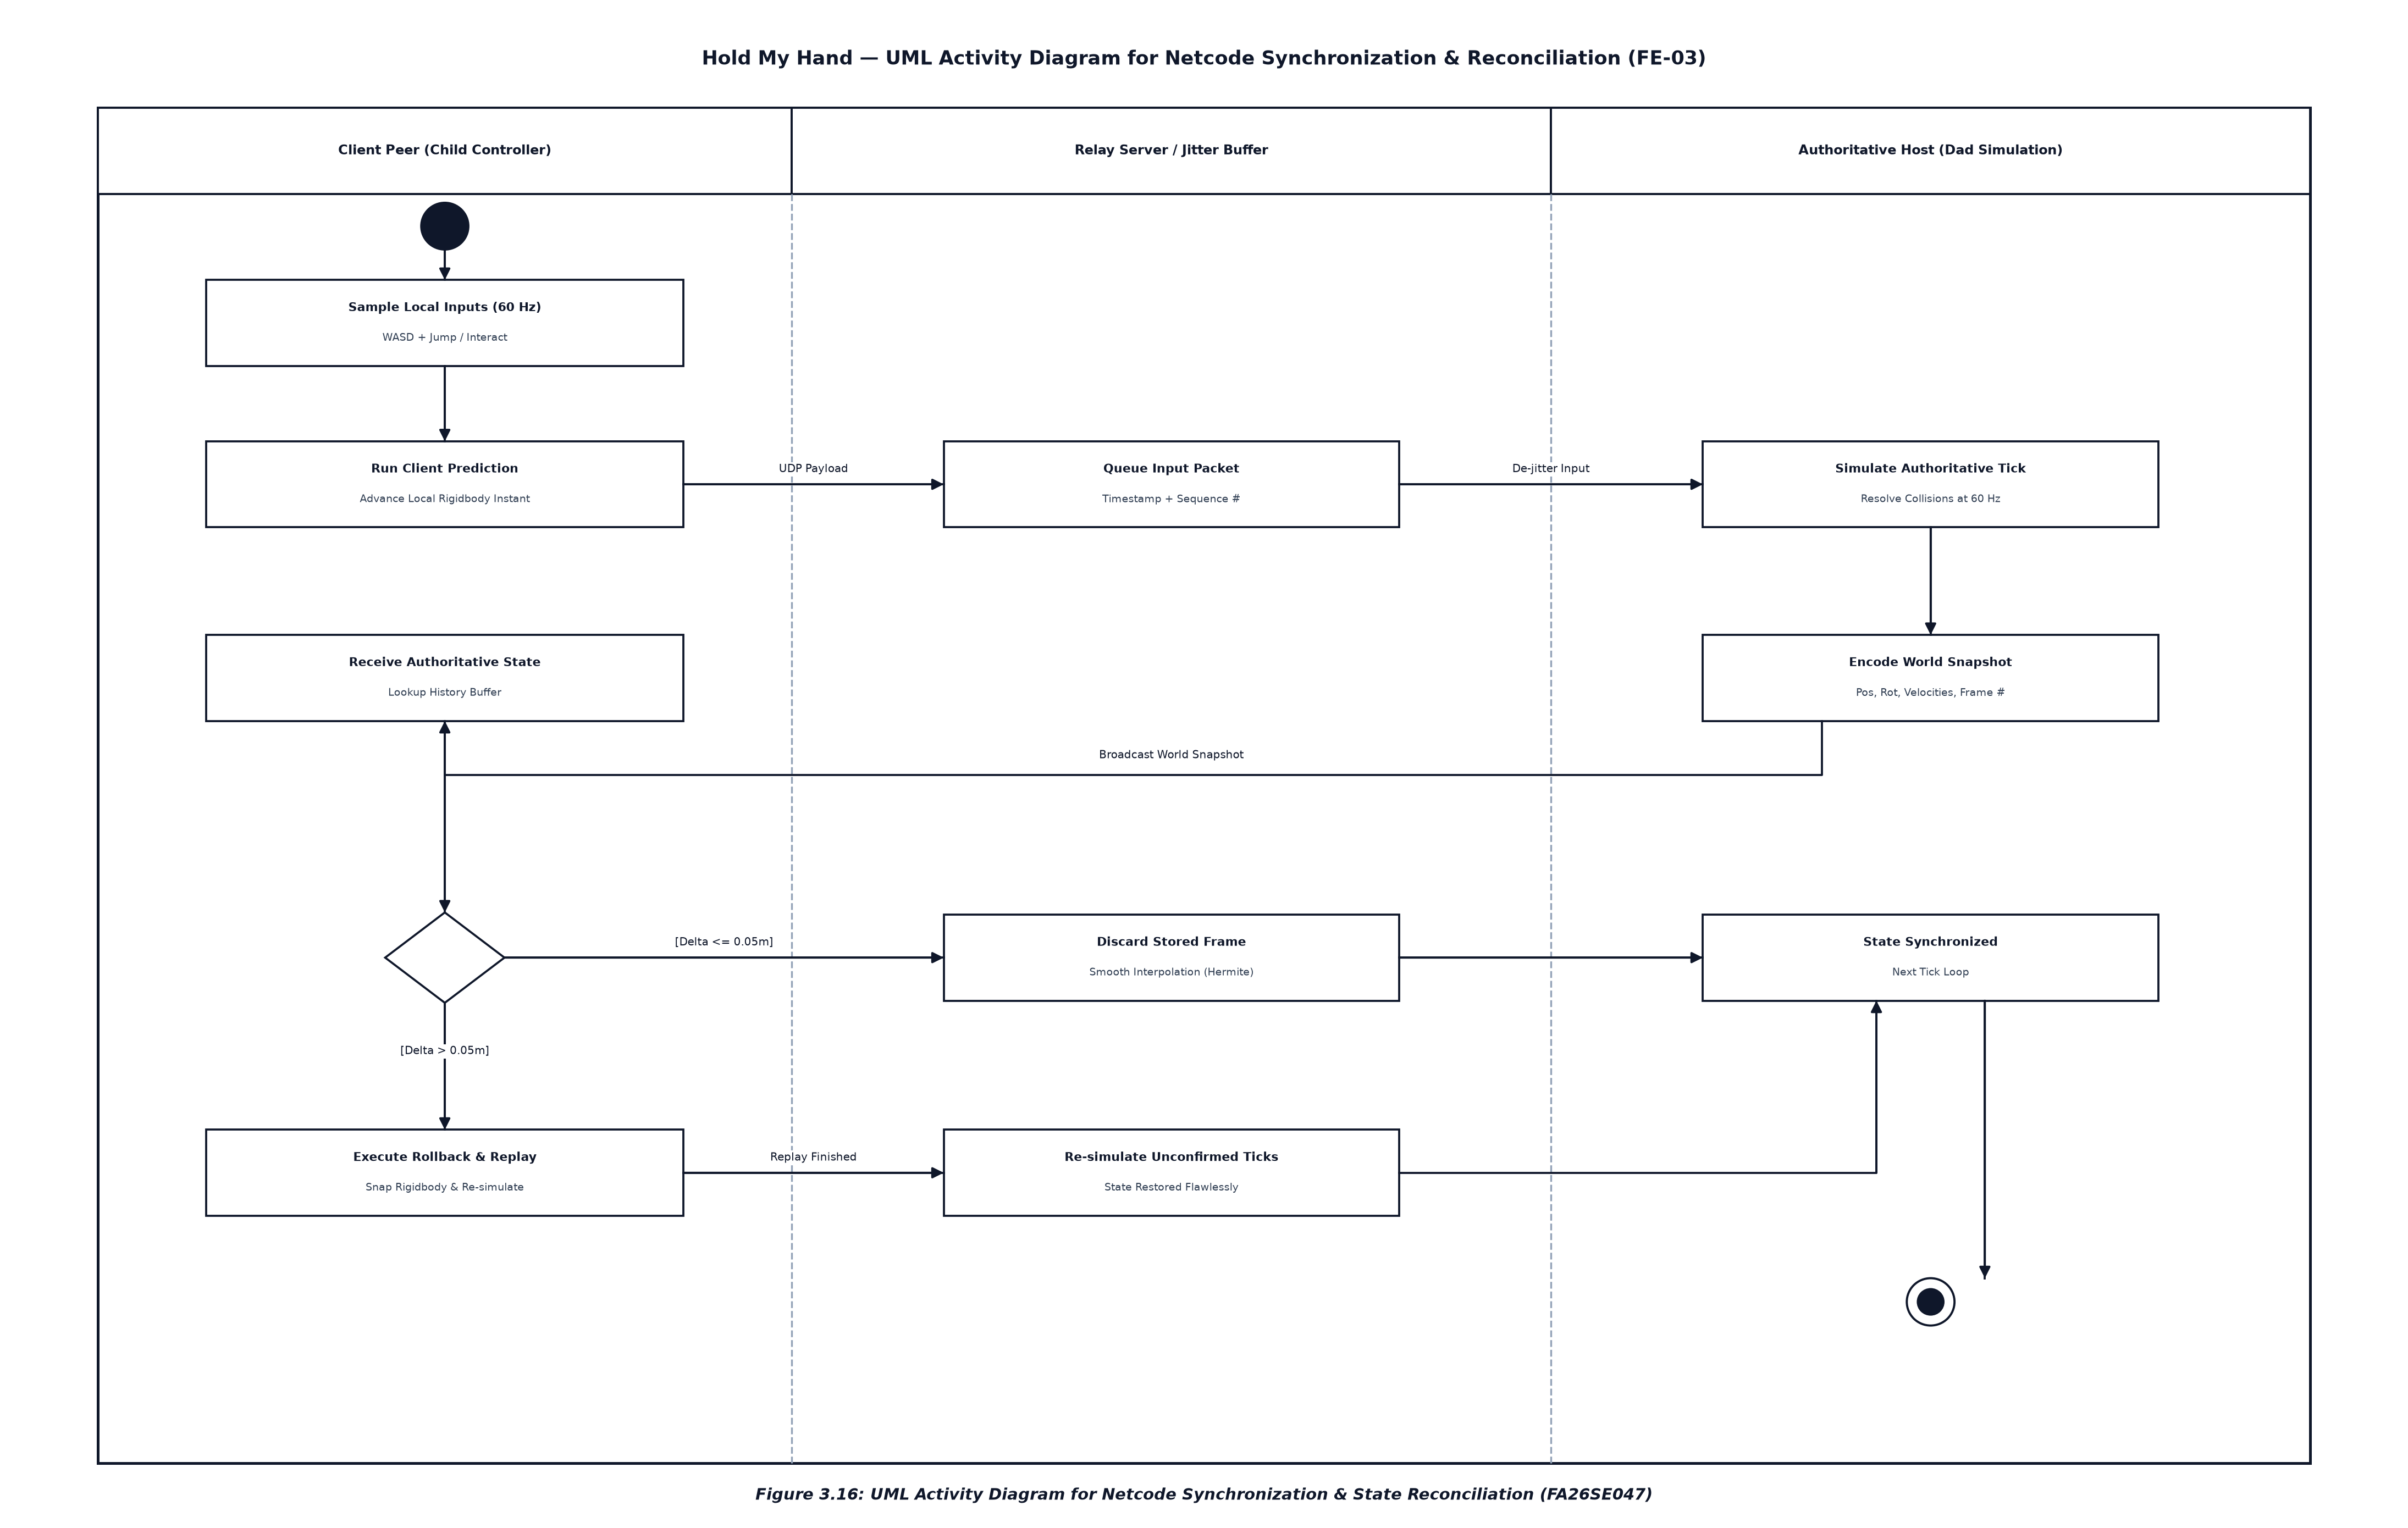 Hold My Hand — UML Activity Diagram for Netcode Synchronization & Reconciliation (FE-03)
Client Peer (Child Controller)
Relay Server / Jitter Buffer
Authoritative Host (Dad Simulation)
Sample Local Inputs (60 Hz)
WASD + Jump / Interact
Run Client Prediction
Advance Local Rigidbody Instant
UDP Payload
Queue Input Packet
Timestamp + Sequence #
De-jitter Input
Simulate Authoritative Tick
Resolve Collisions at 60 Hz
Receive Authoritative State
Lookup History Buffer
Encode World Snapshot
Pos, Rot, Velocities, Frame #
Broadcast World Snapshot
[Delta <= 0.05m]
Discard Stored Frame
Smooth Interpolation (Hermite)
State Synchronized
Next Tick Loop
[Delta > 0.05m]
Execute Rollback & Replay
Snap Rigidbody & Re-simulate
Replay Finished
Re-simulate Unconfirmed Ticks
State Restored Flawlessly
Figure 3.16: UML Activity Diagram for Netcode Synchronization & State Reconciliation (FA26SE047)